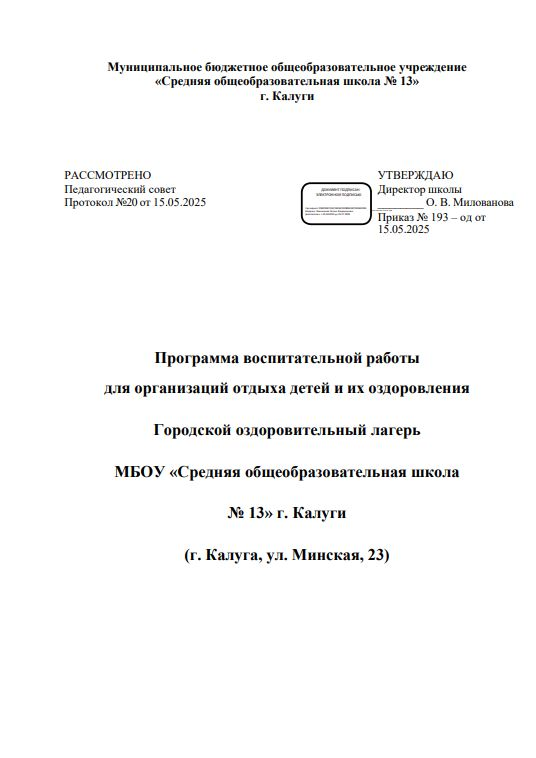 Муниципальное бюджетное общеобразовательное учреждение
«Средняя общеобразовательная школа № 13»
г. Калуги
РАССМОТРЕНО
Педагогический совет
Протокол №20 от 15.05.2025
ДОКУМЕНТ ПОДПИСАН
ЭЛЕКТРОННОЙ ПОДПИСЬЮ
УТВЕРЖДАЮ
Директор школы
_________ О. В. Милованова
Приказ № 193 – од от
15.05.2025
Программа воспитательной работы
для организаций отдыха детей и их оздоровления
Городской оздоровительный лагерь
МБОУ «Средняя общеобразовательная школа
№ 13» г. Калуги
(г. Калуга, ул. Минская, 23)